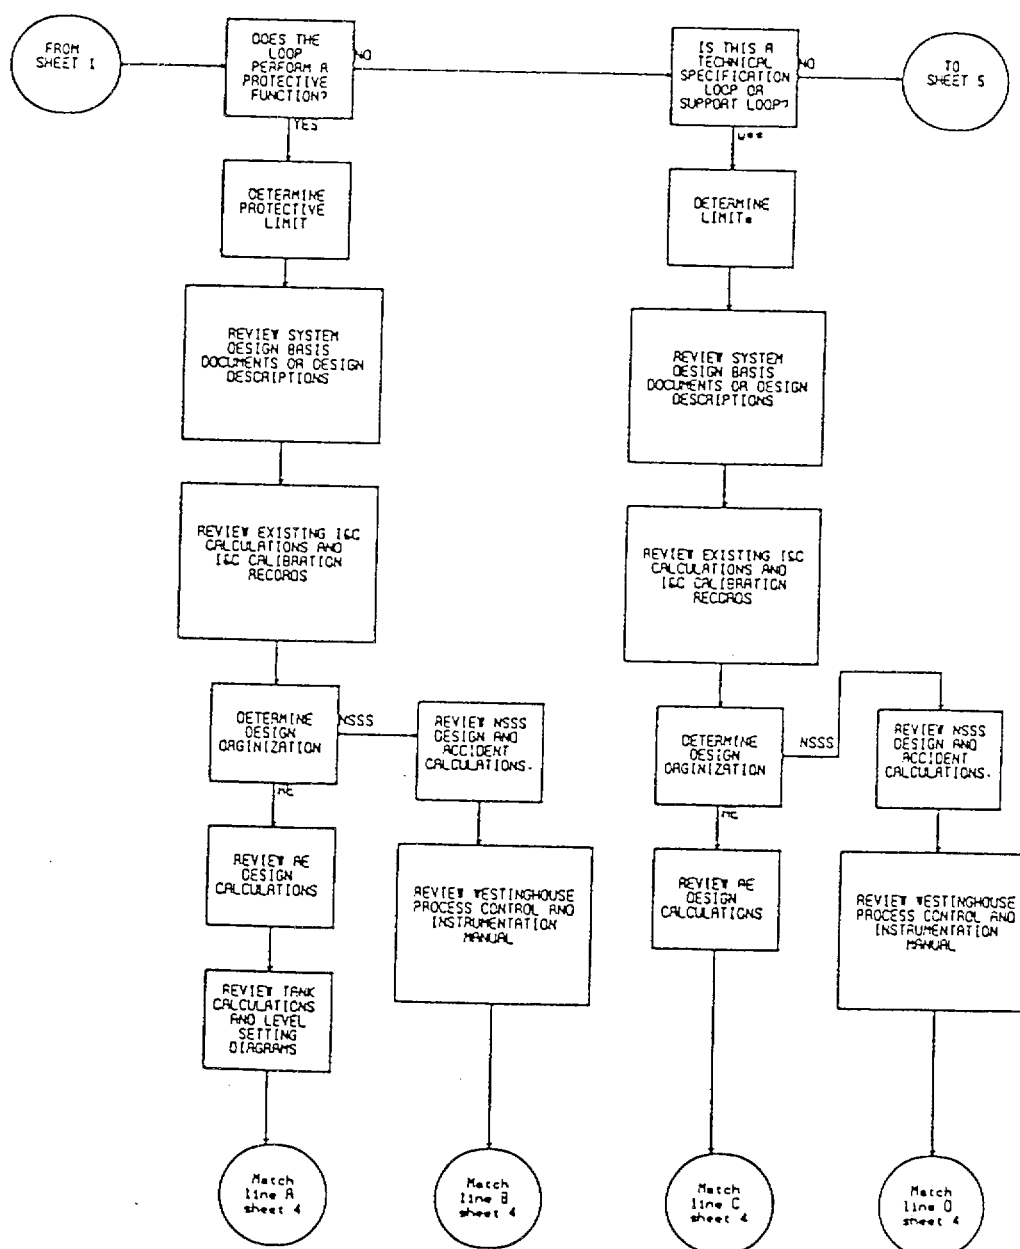 FROM
SHEET 1
DOES THE
LOOP
PERFORM A
PROTECTIVE
FUNCTION?
NO
IS THIS A
TECHNICAL
SPECIFICATION
LOOP OR
SUPPORT LOOP?
NO
TO
SHEET 5
YES
DETERMINE
PROTECTIVE
LIMIT
DETERMINE
LIMIT*
REVIEW SYSTEM
DESIGN BASIS
DOCUMENTS OR DESIGN
DESCRIPTIONS
REVIEW SYSTEM
DESIGN BASIS
DOCUMENTS OR DESIGN
DESCRIPTIONS
REVIEW EXISTING I&C
CALCULATIONS AND
I&C CALIBRATION
RECORDS
REVIEW EXISTING I&C
CALCULATIONS AND
I&C CALIBRATION
RECORDS
DETERMINE
DESIGN
ORGINIZATION
NSSS
REVIEW NSSS
DESIGN AND
ACCIDENT
CALCULATIONS.
DETERMINE
DESIGN
ORGINIZATION
NSSS
REVIEW NSSS
DESIGN AND
ACCIDENT
CALCULATIONS.
AE
AE
REVIEW AE
DESIGN
CALCULATIONS
REVIEW WESTINGHOUSE
PROCESS CONTROL AND
INSTRUMENTATION
MANUAL
REVIEW AE
DESIGN
CALCULATIONS
REVIEW WESTINGHOUSE
PROCESS CONTROL AND
INSTRUMENTATION
MANUAL
REVIEW TANK
CALCULATIONS
AND LEVEL
SETTING
DIAGRAMS
Match
line A
sheet 4
Match
line B
sheet 4
Match
line C
sheet 4
Match
line D
sheet 4